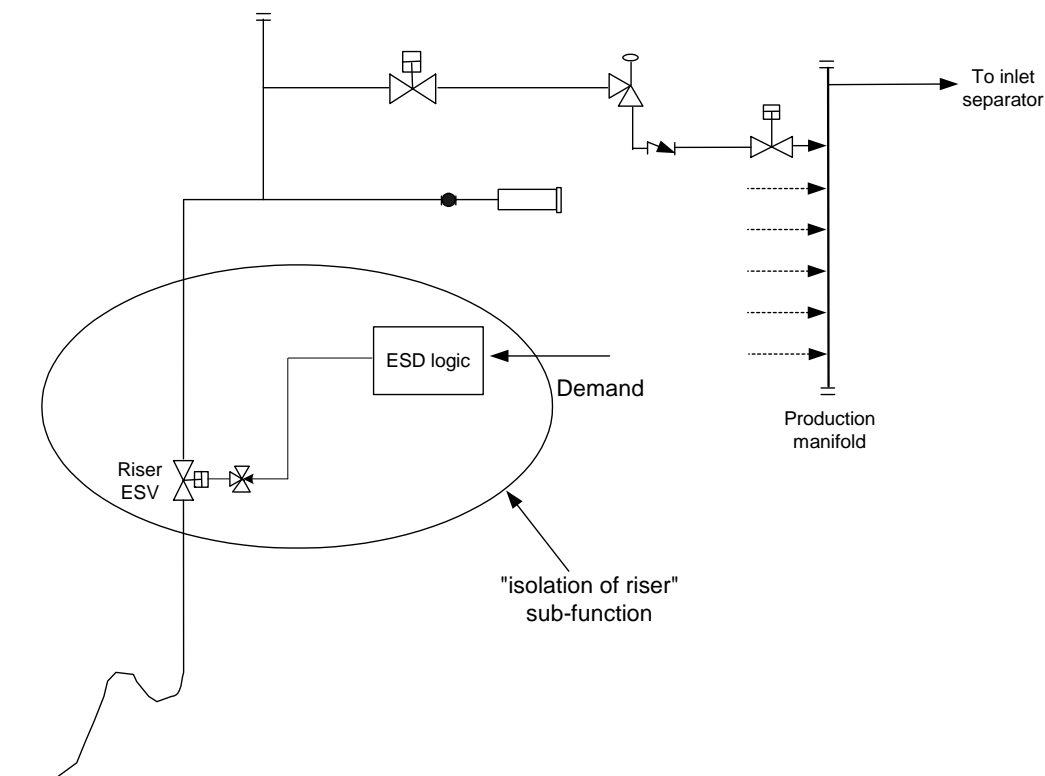 To inlet
separator
ESD logic
Demand
Production
manifold
Riser
ESV
"isolation of riser"
sub-function